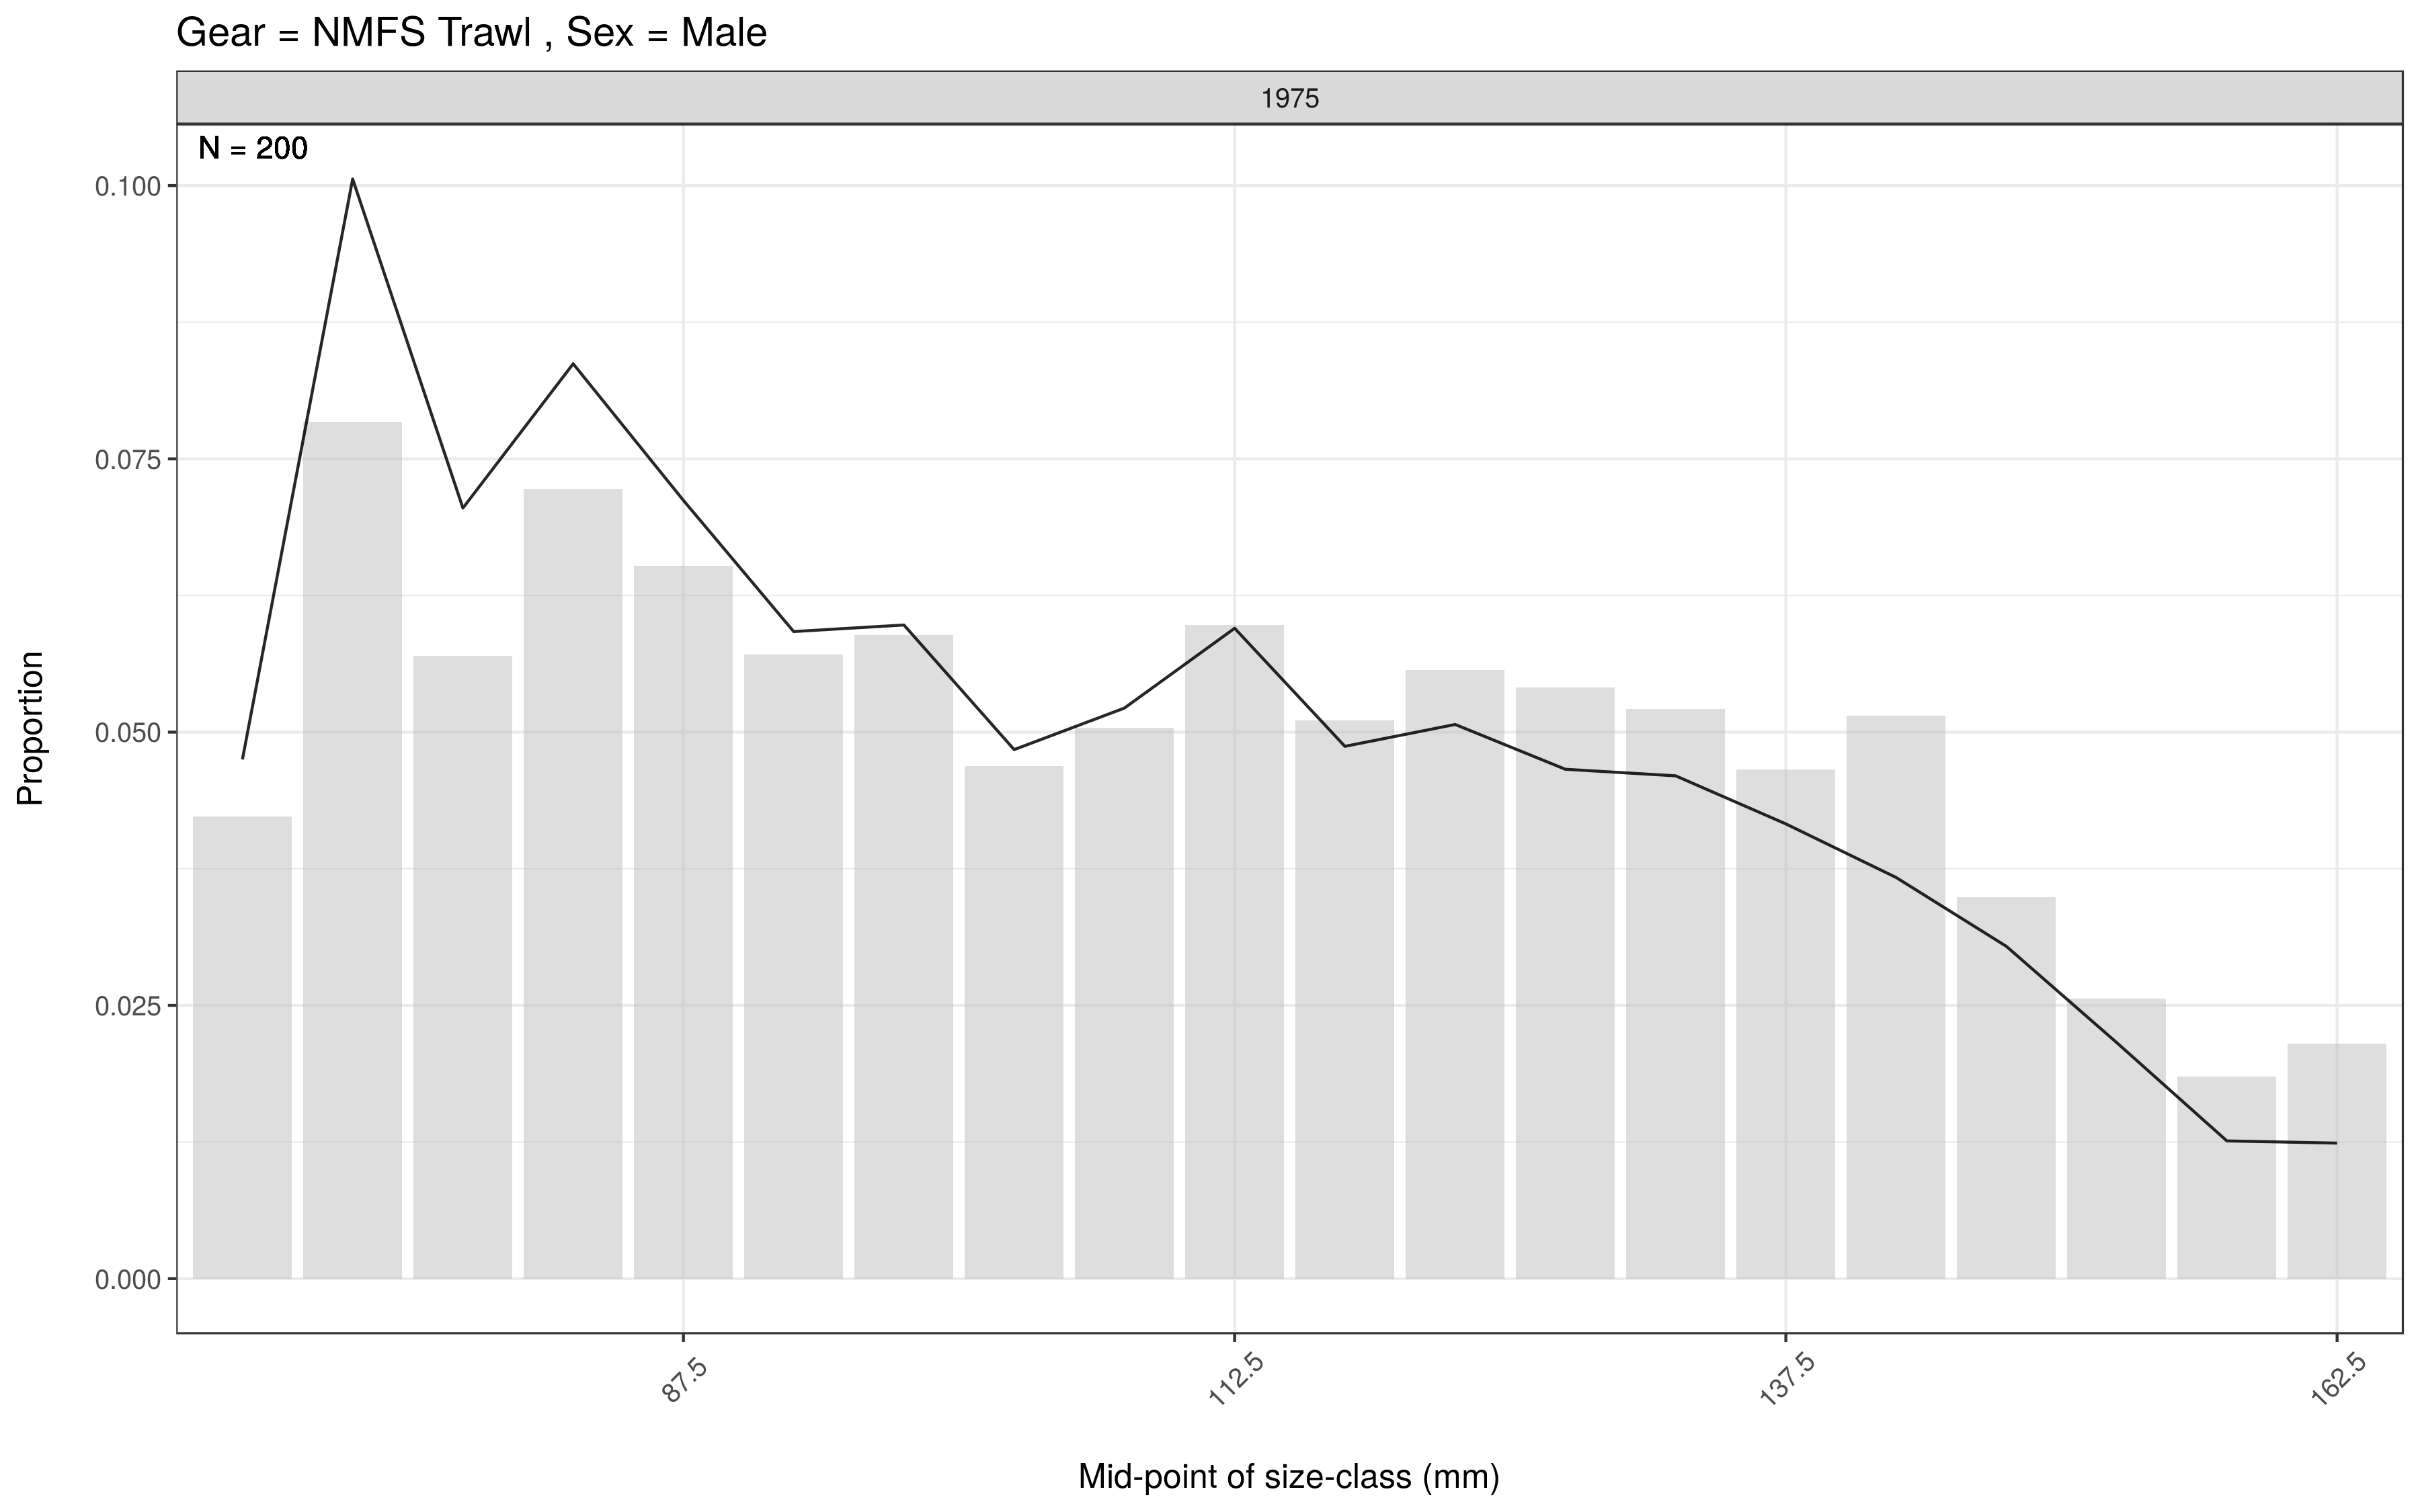 Gear = NMFS Trawl , Sex = Male
1975
N = 200
0.100
0.075
0.050
0.025
0.000
Proportion
87.5
112.5
137.5
162.5
Mid-point of size-class (mm)